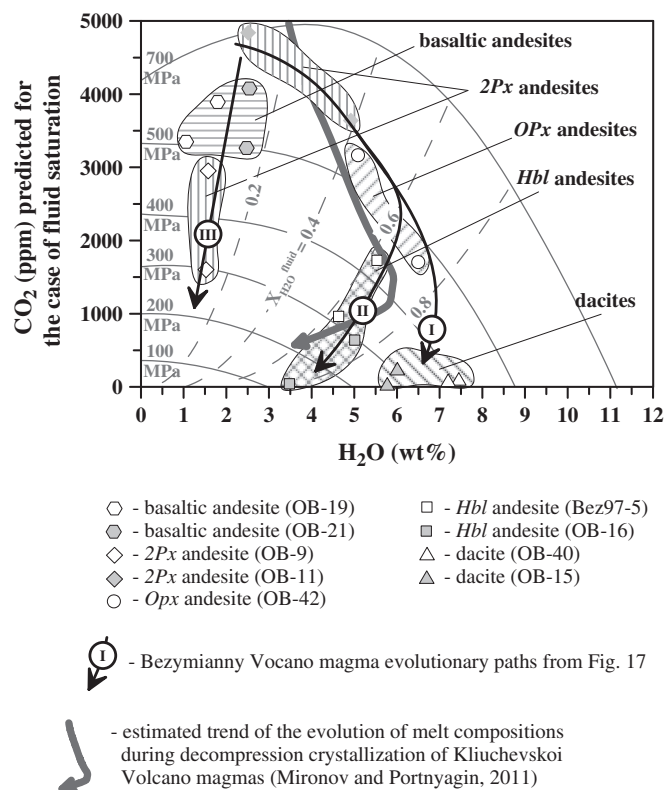 CO2 (ppm) predicted for
the case of fluid saturation
5000
4000
3000
2000
1000
0
700
MPa
500
MPa
400
MPa
300
MPa
200
MPa
100
MPa
0.2
X H2O fluid = 0.4
0.6
0.8
III
II
I
basaltic andesites
2Px andesites
OPx andesites
Hbl andesites
dacites
0 1 2 3 4 5 6 7 8 9 10 11 12
H2O (wt%)
- basaltic andesite (OB-19)
- basaltic andesite (OB-21)
- 2Px andesite (OB-9)
- 2Px andesite (OB-11)
- Opx andesite (OB-42)
- Hbl andesite (Bez97-5)
- Hbl andesite (OB-16)
- dacite (OB-40)
- dacite (OB-15)
I - Bezymianny Vocano magma evolutionary paths from Fig. 17
- estimated trend of the evolution of melt compositions
during decompression crystallization of Kliuchevskoi
Volcano magmas (Mironov and Portnyagin, 2011)